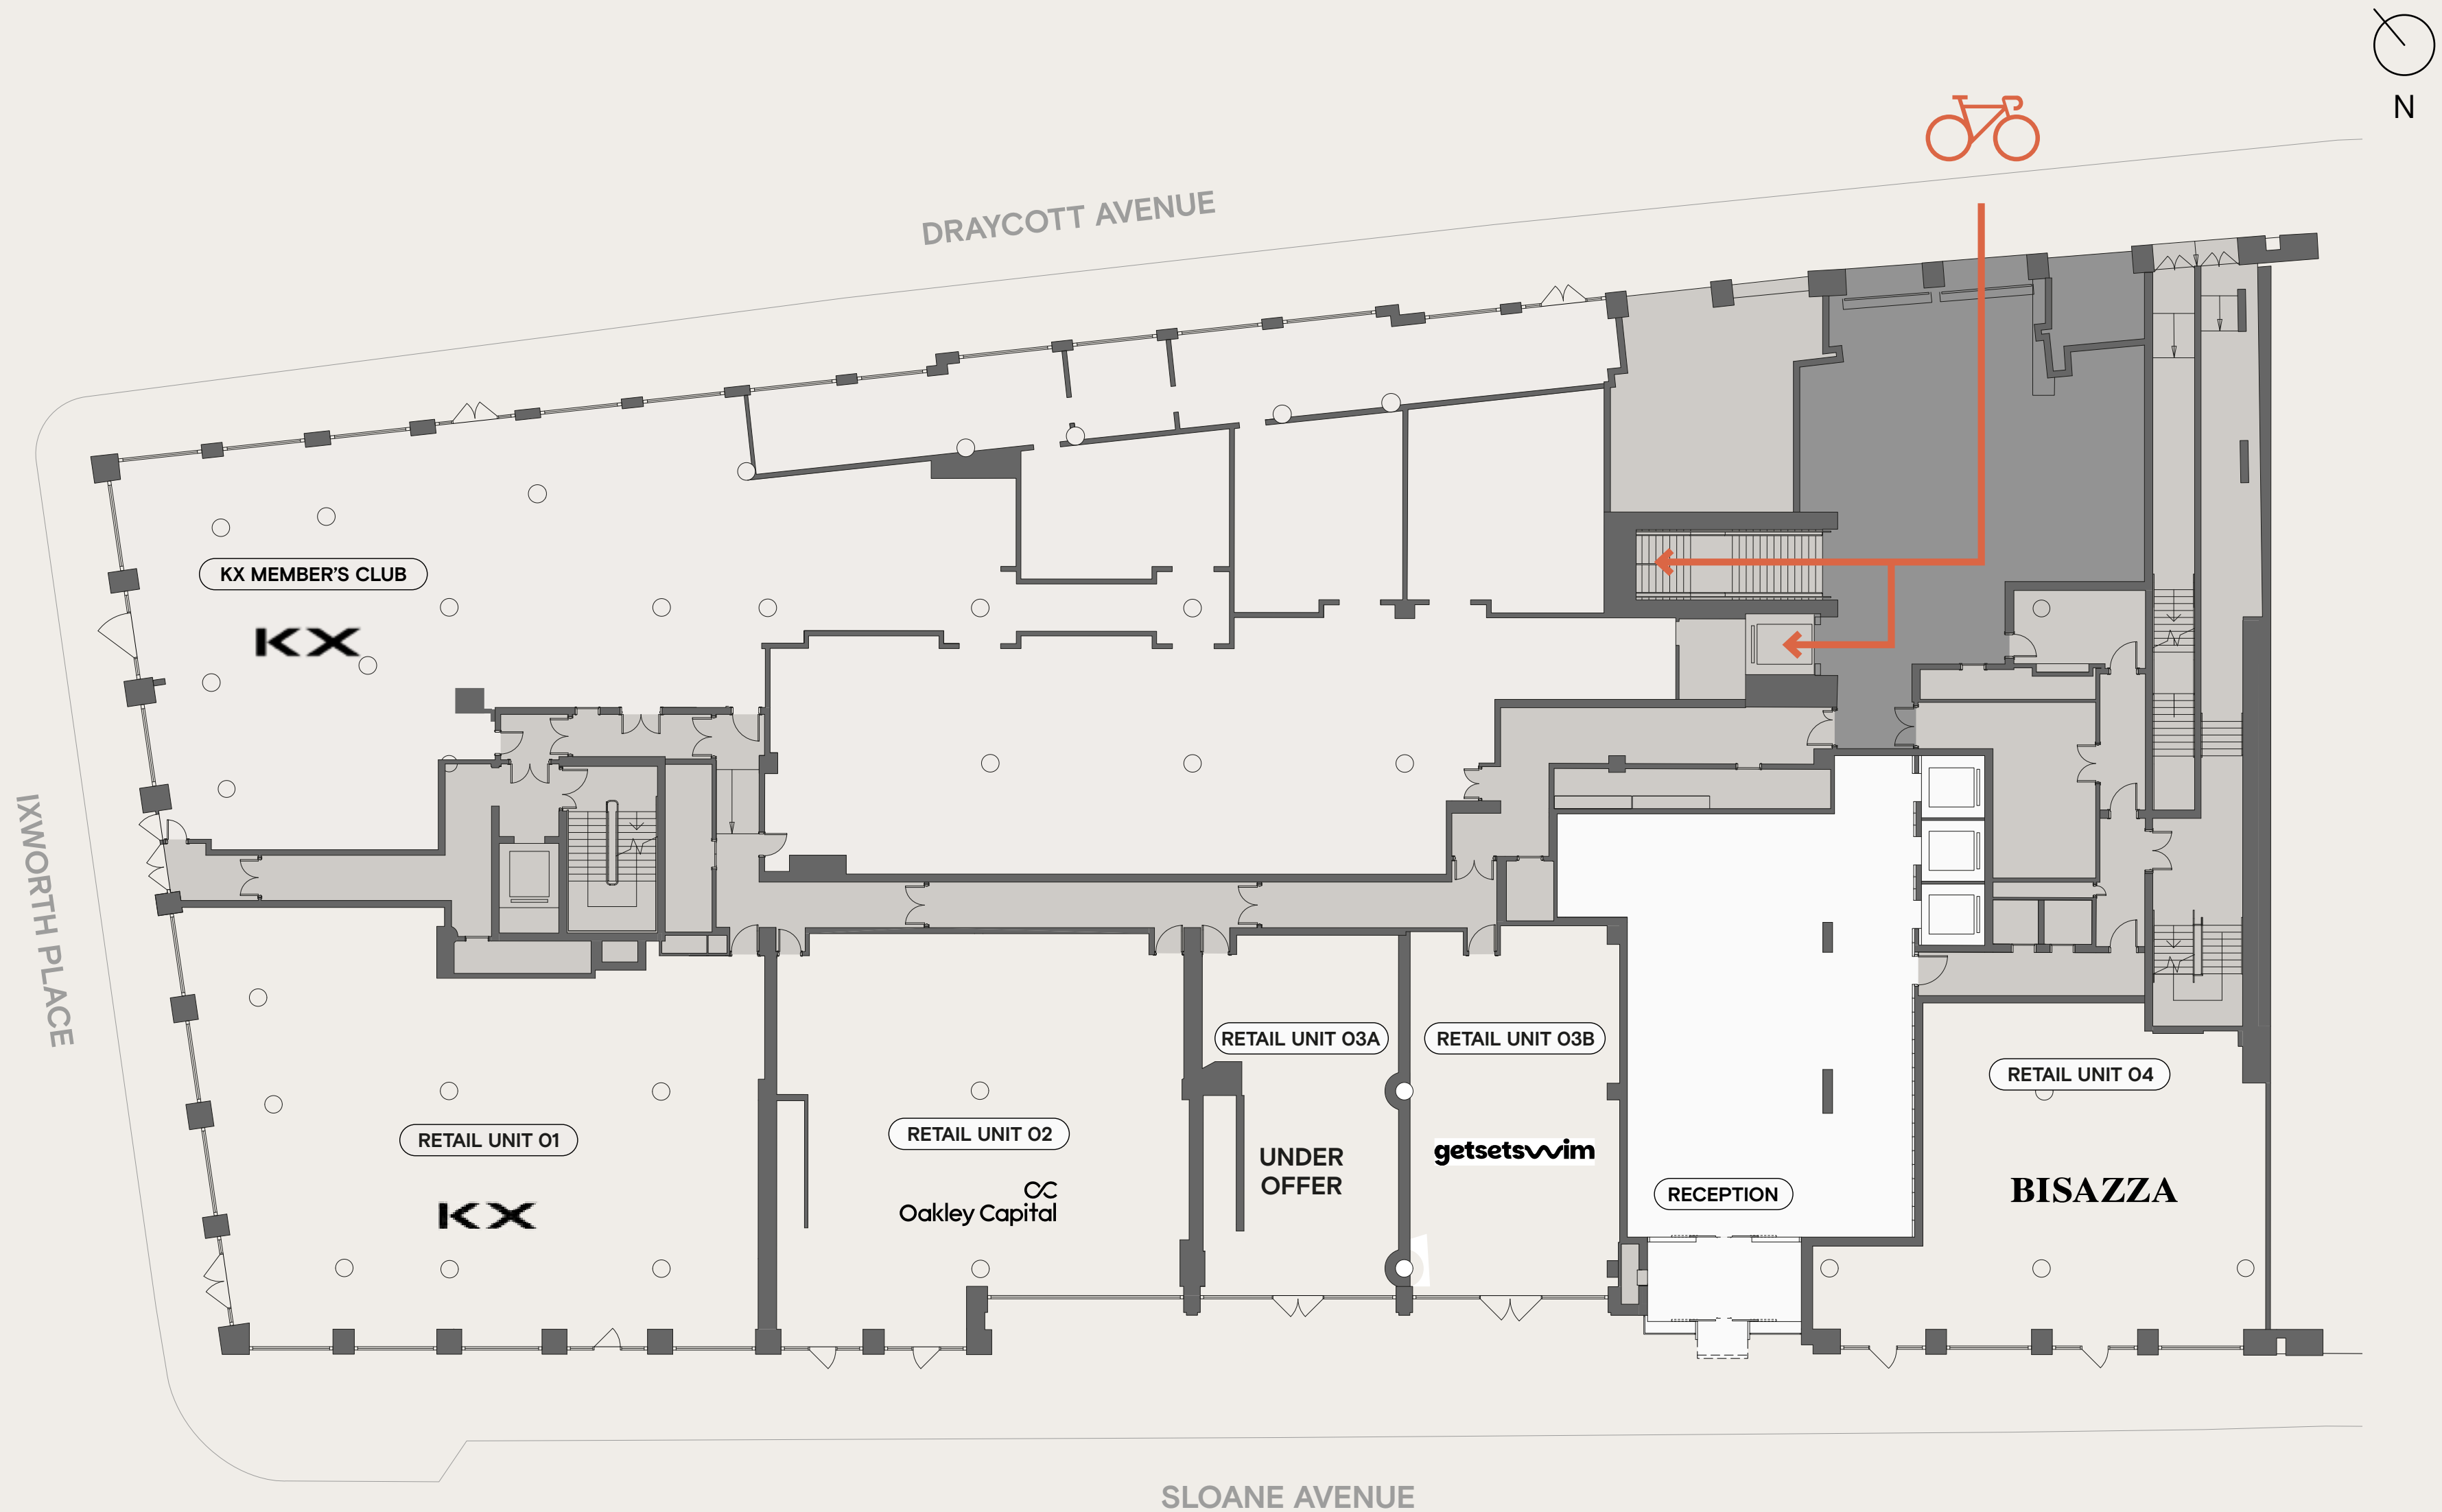 N
DRAYCOTT AVENUE
KX MEMBER'S CLUB
KX
IXWORTH PLACE
RETAIL UNIT 01
KX
RETAIL UNIT 02
Oakley Capital
RETAIL UNIT 03A
UNDER
OFFER
RETAIL UNIT 03B
getsetswim
RECEPTION
RETAIL UNIT 04
BISAZZA
SLOANE AVENUE